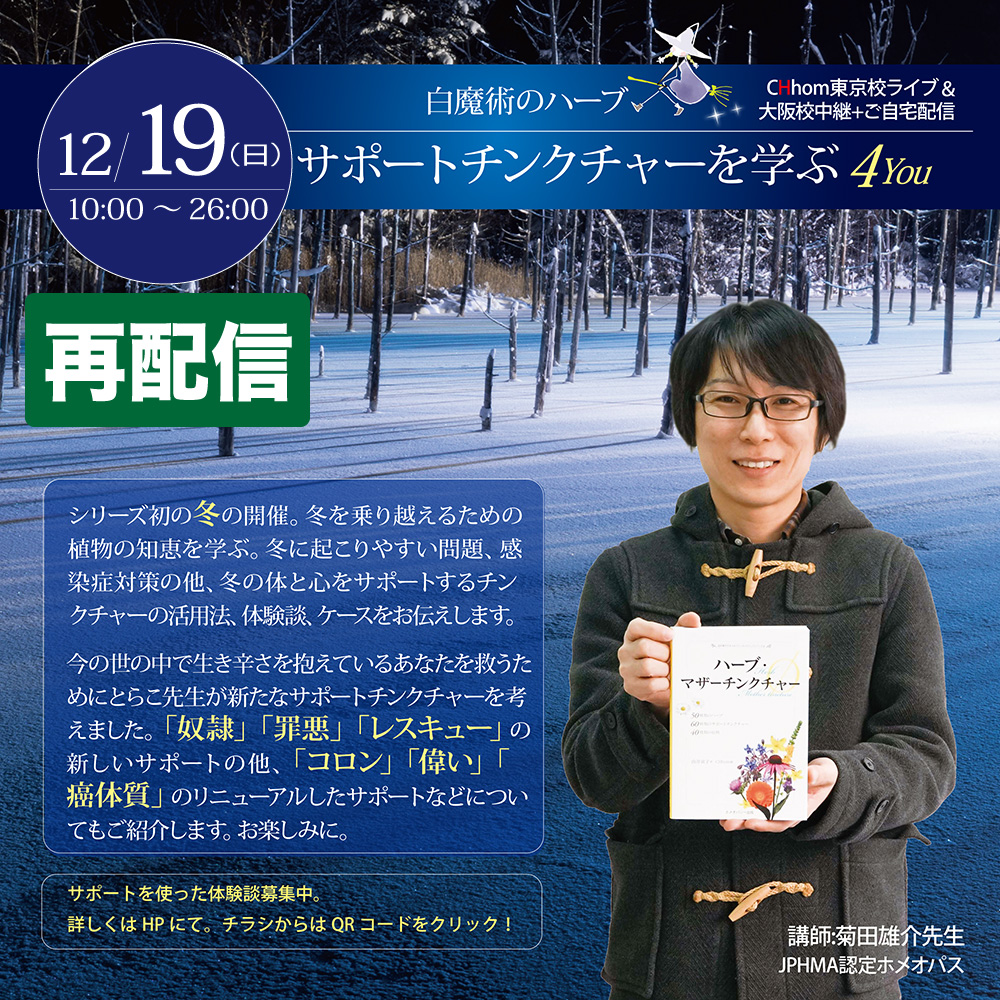 白魔術のハーブ
CHhom東京校ライブ&
大阪校中継+ご自宅配信
12/19(日)
10:00 ～ 26:00
サポートチンクチャーを学ぶ 4You
再配信
シリーズ初の冬の開催。冬を乗り越えるための
植物の知恵を学ぶ。冬に起こりやすい問題、感
染症対策の他、冬の体と心をサポートするチン
クチャーの活用法、体験談、ケースをお伝えします。
今の世の中で生き辛さを抱えているあなたを救うた
めにとらこ先生が新たなサポートチンクチャーを考
えました。「奴隷」「罪悪」「レスキュー」の
新しいサポートの他、「コロン」「偉い」「
癌体質」のリニューアルしたサポートなどについ
てもご紹介します。お楽しみに。
サポートを使った体験談募集中。
詳しくは HP にて。チラシからは QR コードをクリック！
ハーブ・
マザーチンクチャー
講師:菊田雄介先生
JPHMA認定ホメオパス